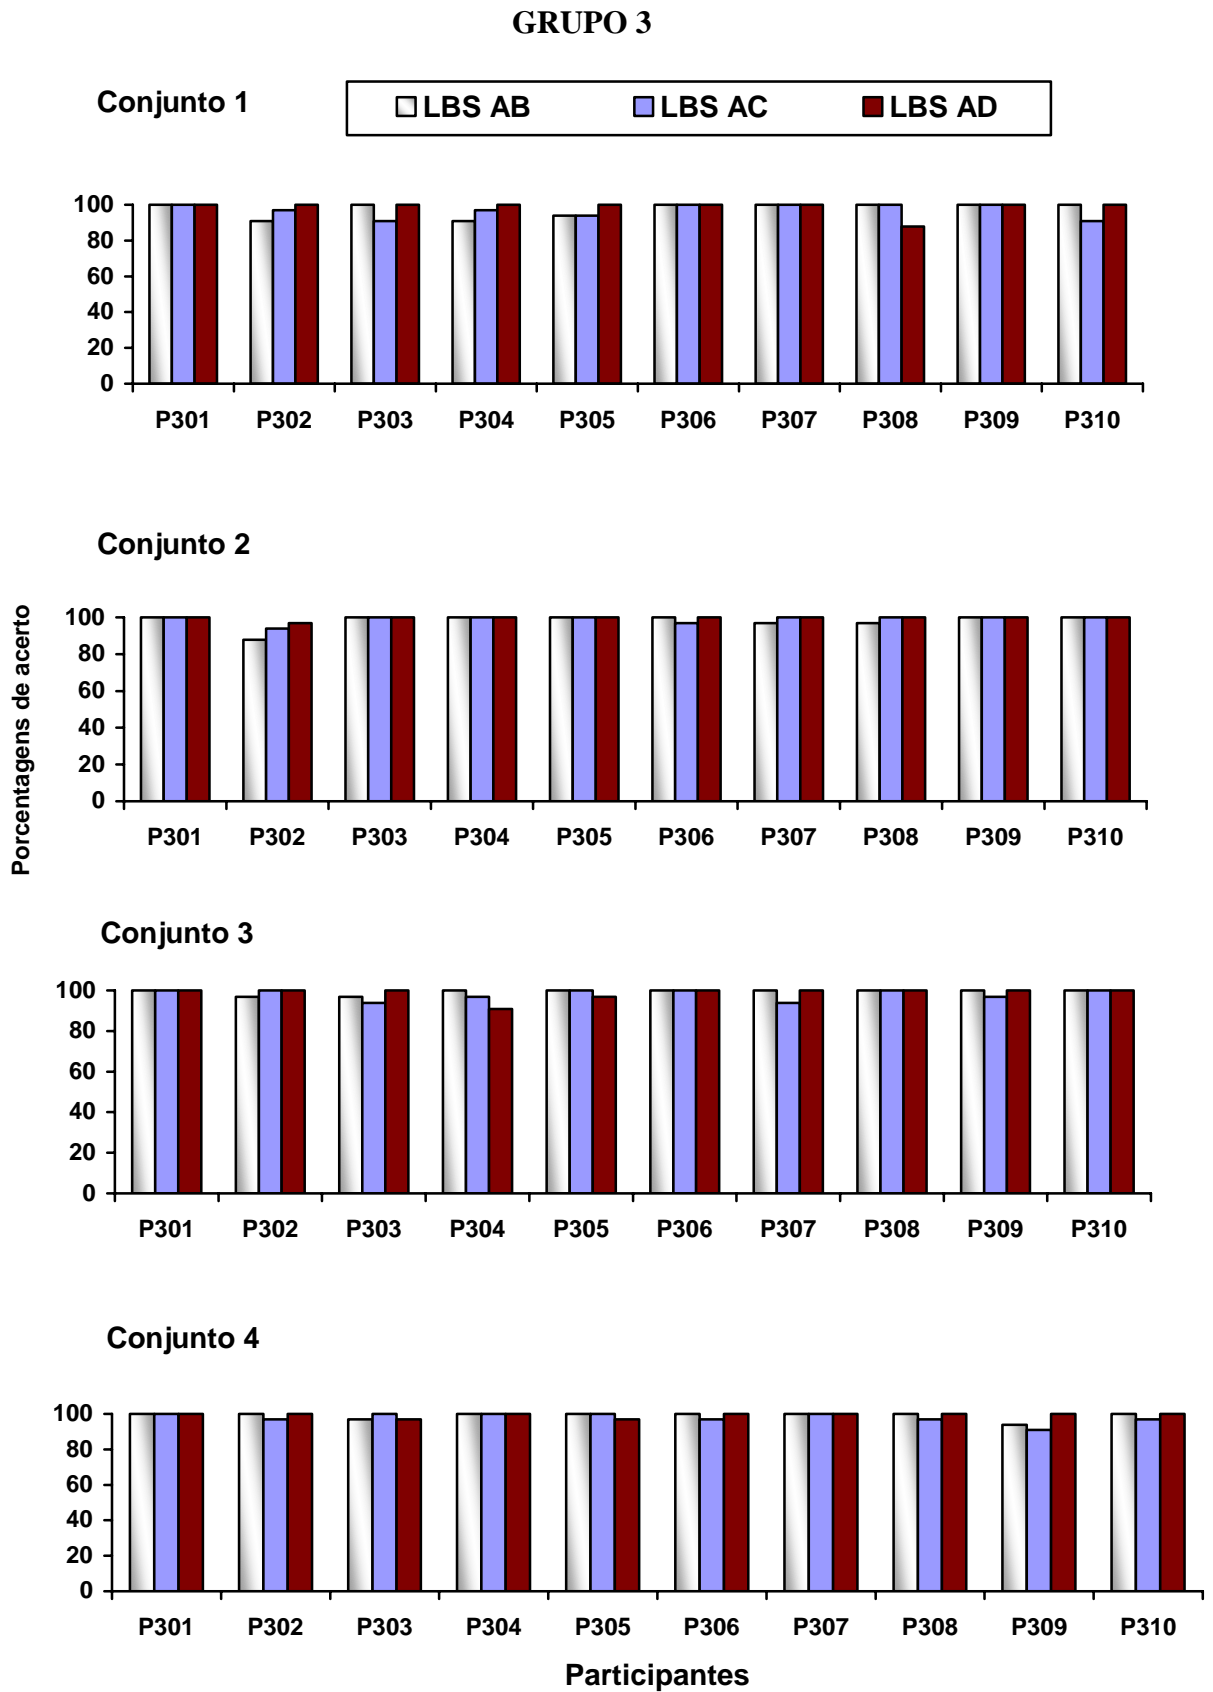 GRUPO 3
Conjunto 1
LBS AB LBS AC LBS AD
100
80
60
40
20
0
P301 P302 P303 P304 P305 P306 P307 P308 P309 P310
Conjunto 2
Porcentagens de acerto
100
80
60
40
20
0
P301 P302 P303 P304 P305 P306 P307 P308 P309 P310
Conjunto 3
100
80
60
40
20
0
P301 P302 P303 P304 P305 P306 P307 P308 P309 P310
Conjunto 4
100
80
60
40
20
0
P301 P302 P303 P304 P305 P306 P307 P308 P309 P310
Participantes